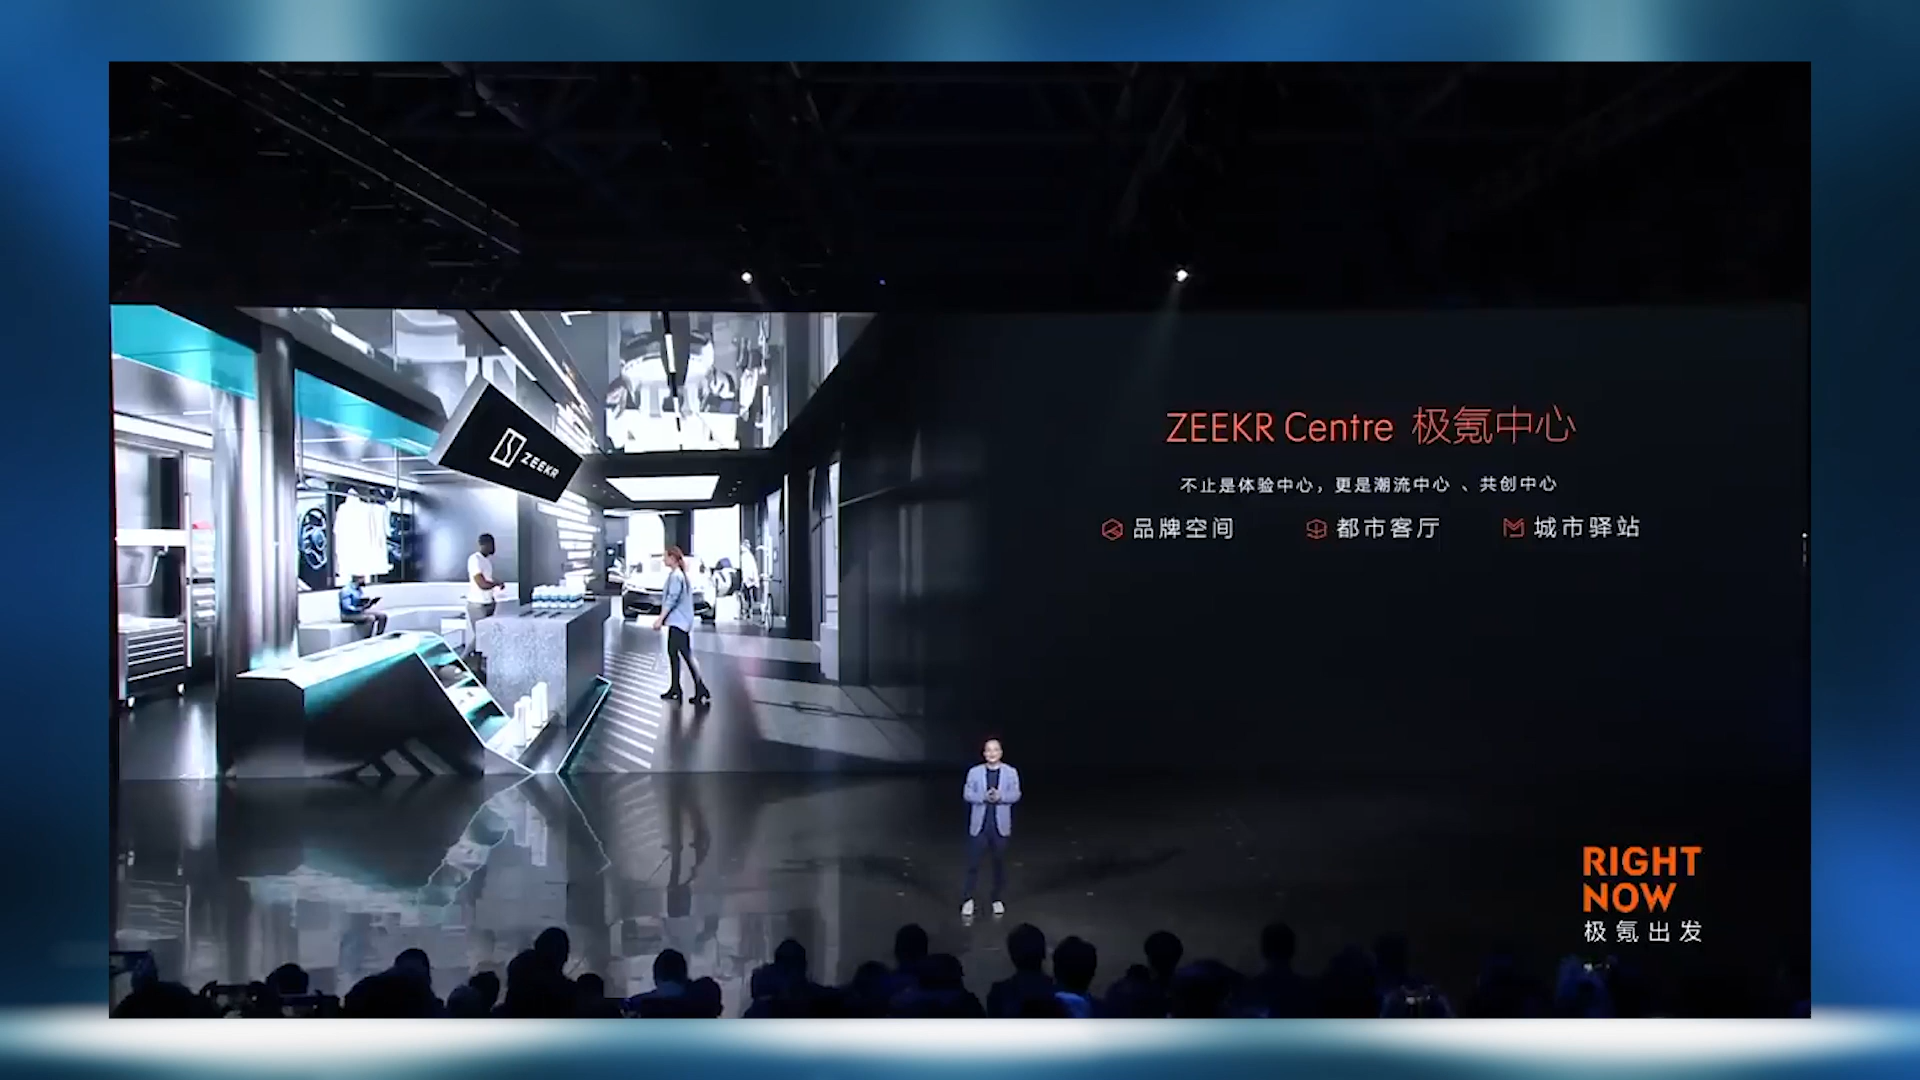 ZEEKR
ZEEKR Centre 极氪中心
不止是体验中心，更是潮流中心 、共创中心
品牌空间 都市客厅 城市驿站
RIGHT
NOW
极氪出发